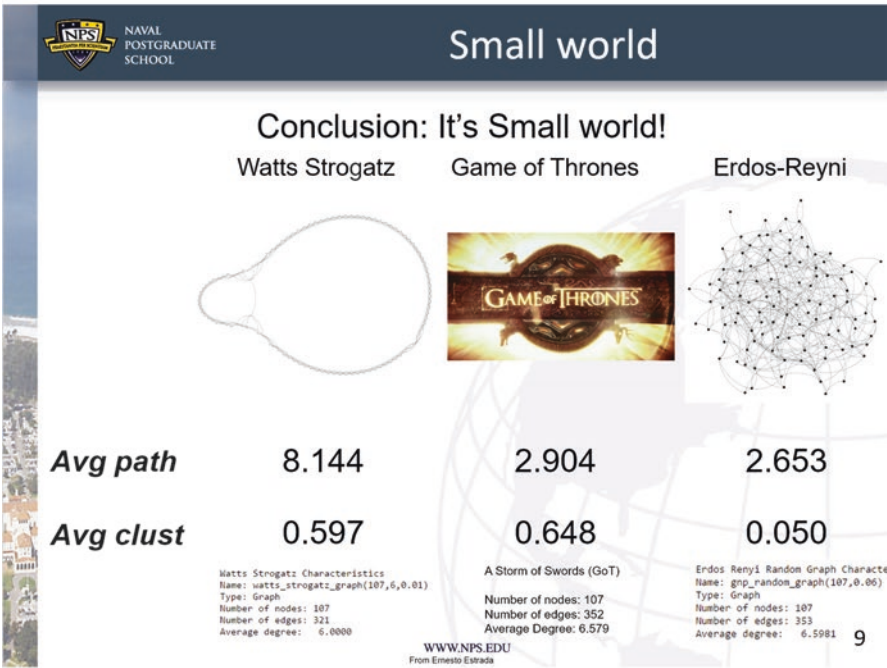 NPS
NAVAL
POSTGRADUATE
SCHOOL
Small world
Conclusion: It's Small world!
Watts Strogatz Game of Thrones Erdos-Reyni
GAME OF THRONES
Avg path 8.144 2.904 2.653
Avg clust 0.597 0.648 0.050
Watts Strogatz Characteristics
Name: watts_strogatz_graph(107,6,0.01)
Type: Graph
Number of nodes: 107
Number of edges: 321
Average degree: 6.0000
A Storm of Swords (GoT)
Number of nodes: 107
Number of edges: 352
Average Degree: 6.579
Erdos Renyi Random Graph Characte
Name: gnp_random_graph(107,0.06)
Type: Graph
Number of nodes: 107
Number of edges: 353
Average degree: 6.5981
9
WWW.NPS.EDU
From Ernesto Estrada